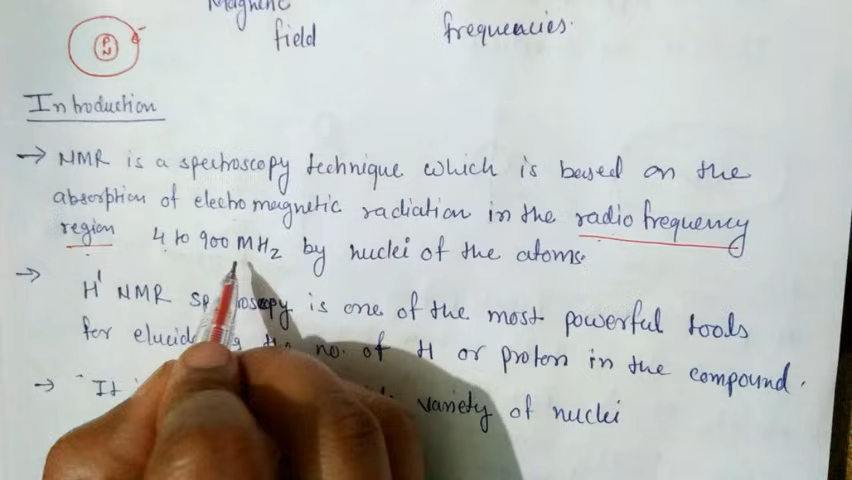 Magnetic
field frequencies.
P
N
Introduction
→ NMR is a spectroscopy technique which is based on the
absorption of electromagnetic radiation in the radio frequency
region 4 to 900 MHz by nuclei of the atoms.
→ H' NMR spectroscopy is one of the most powerful tools
for no. of H or proton in the compound.
→ "It variety of nuclei